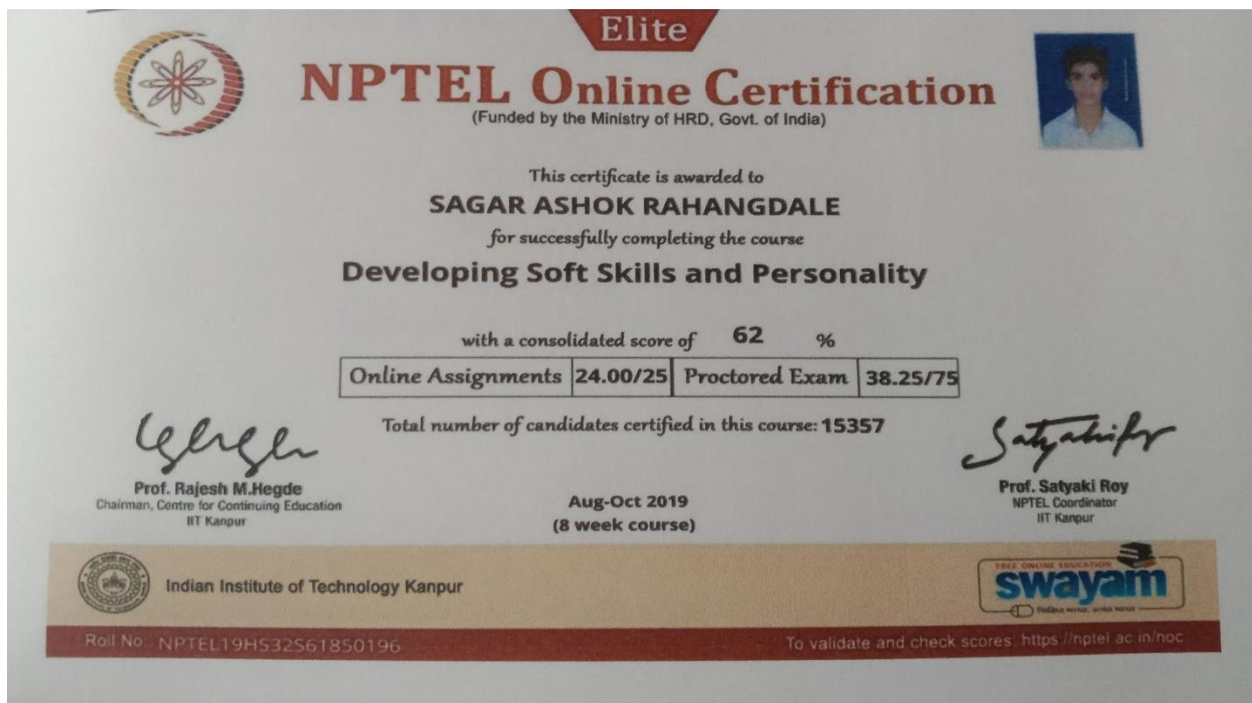 Elite
NPTEL Online Certification
(Funded by the Ministry of HRD, Govt. of India)
This certificate is awarded to
SAGAR ASHOK RAHANGDALE
for successfully completing the course
Developing Soft Skills and Personality
with a consolidated score of 62 %
Online Assignments 24.00/25 Proctored Exam 38.25/75
Total number of candidates certified in this course: 15357
Prof. Rajesh M.Hegde
Chairman, Centre for Continuing Education
IIT Kanpur
Aug-Oct 2019
(8 week course)
Prof. Satyaki Roy
NPTEL Coordinator
IIT Kanpur
Indian Institute of Technology Kanpur
FREE ONLINE EDUCATION
swayam
Roll No: NPTEL19HS32S61850196
To validate and check scores: https://nptel.ac.in/noc